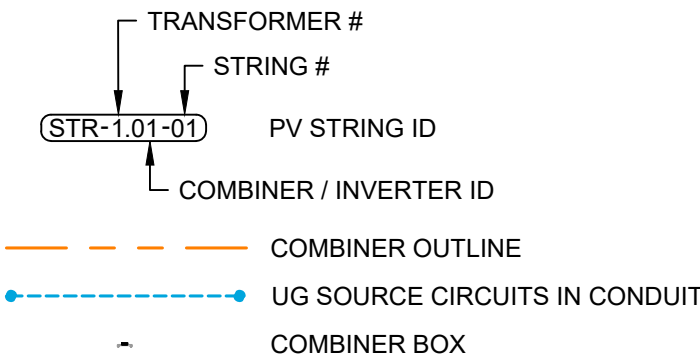 TRANSFORMER #
STRING #
STR-1.01-01 PV STRING ID
COMBINER / INVERTER ID
COMBINER OUTLINE
UG SOURCE CIRCUITS IN CONDUIT
COMBINER BOX